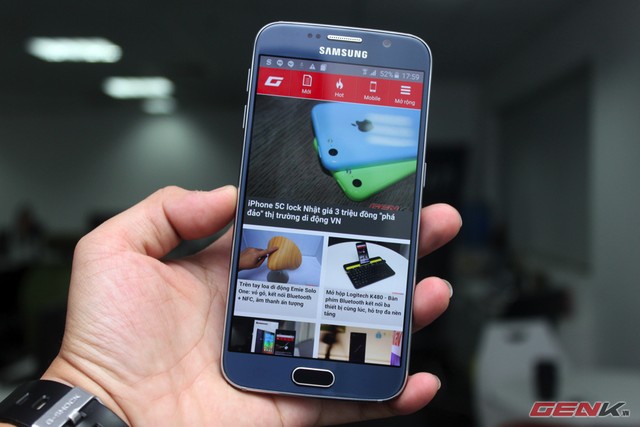 SAMSUNG
52% 17:59
G Mới Hot Mobile Mở rộng
iPhone 5C lock Nhật giá 3 triệu đồng "phá
đảo" thị trường di động VN
Trên tay loa di động Emie Solo
One: vỏ gỗ, kết nối Bluetooth
+ NFC, âm thanh ấn tượng
Mở hộp Logitech K480 - Bàn
phím Bluetooth kết nối ba
thiết bị cùng lúc, hỗ trợ đa nền
tảng
GENK.VN